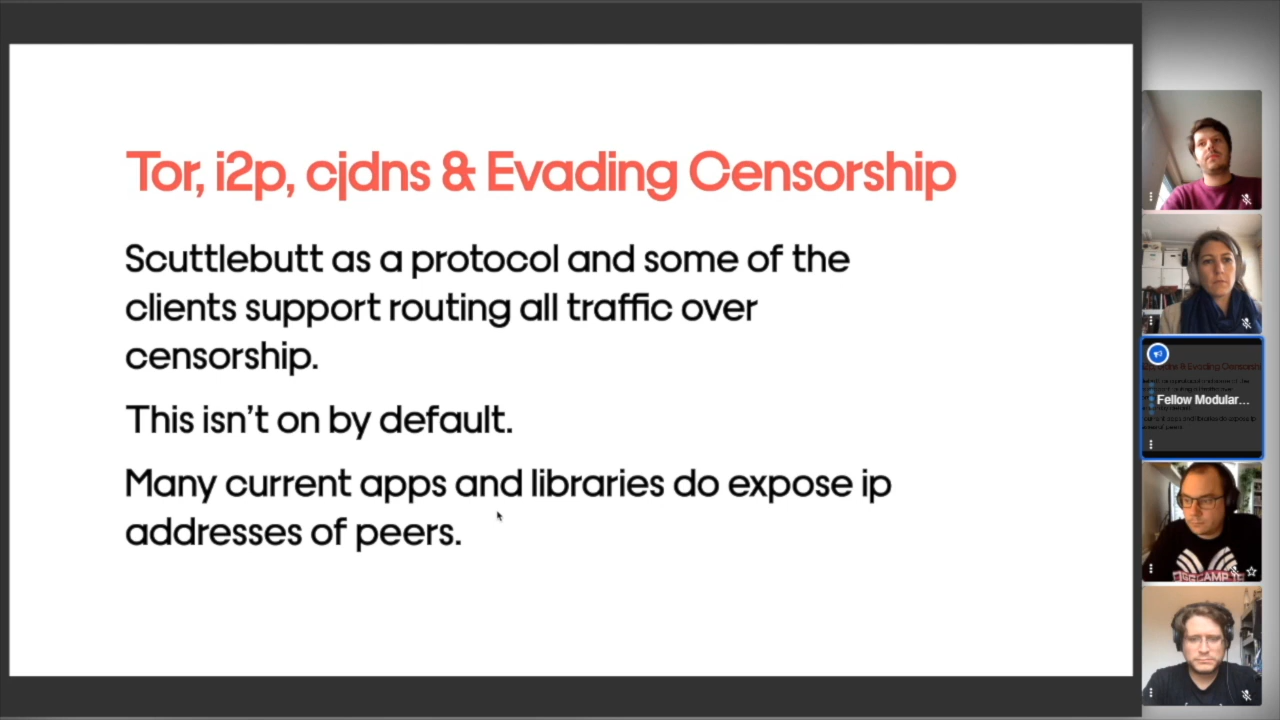 Tor, i2p, cjdns & Evading Censorship
Scuttlebutt as a protocol and some of the
clients support routing all traffic over
censorship.
This isn't on by default.
Many current apps and libraries do expose ip
addresses of peers.
Fellow Modular...